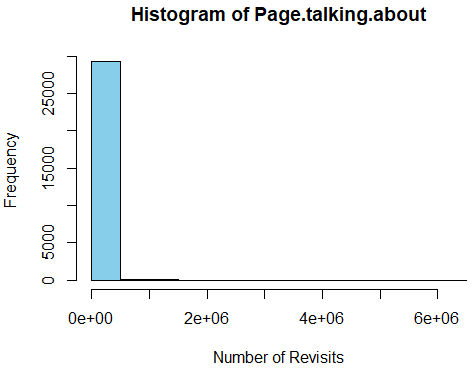 Histogram of Page.talking.about
Frequency
25000
15000
5000
0
0e+00 2e+06 4e+06 6e+06
Number of Revisits